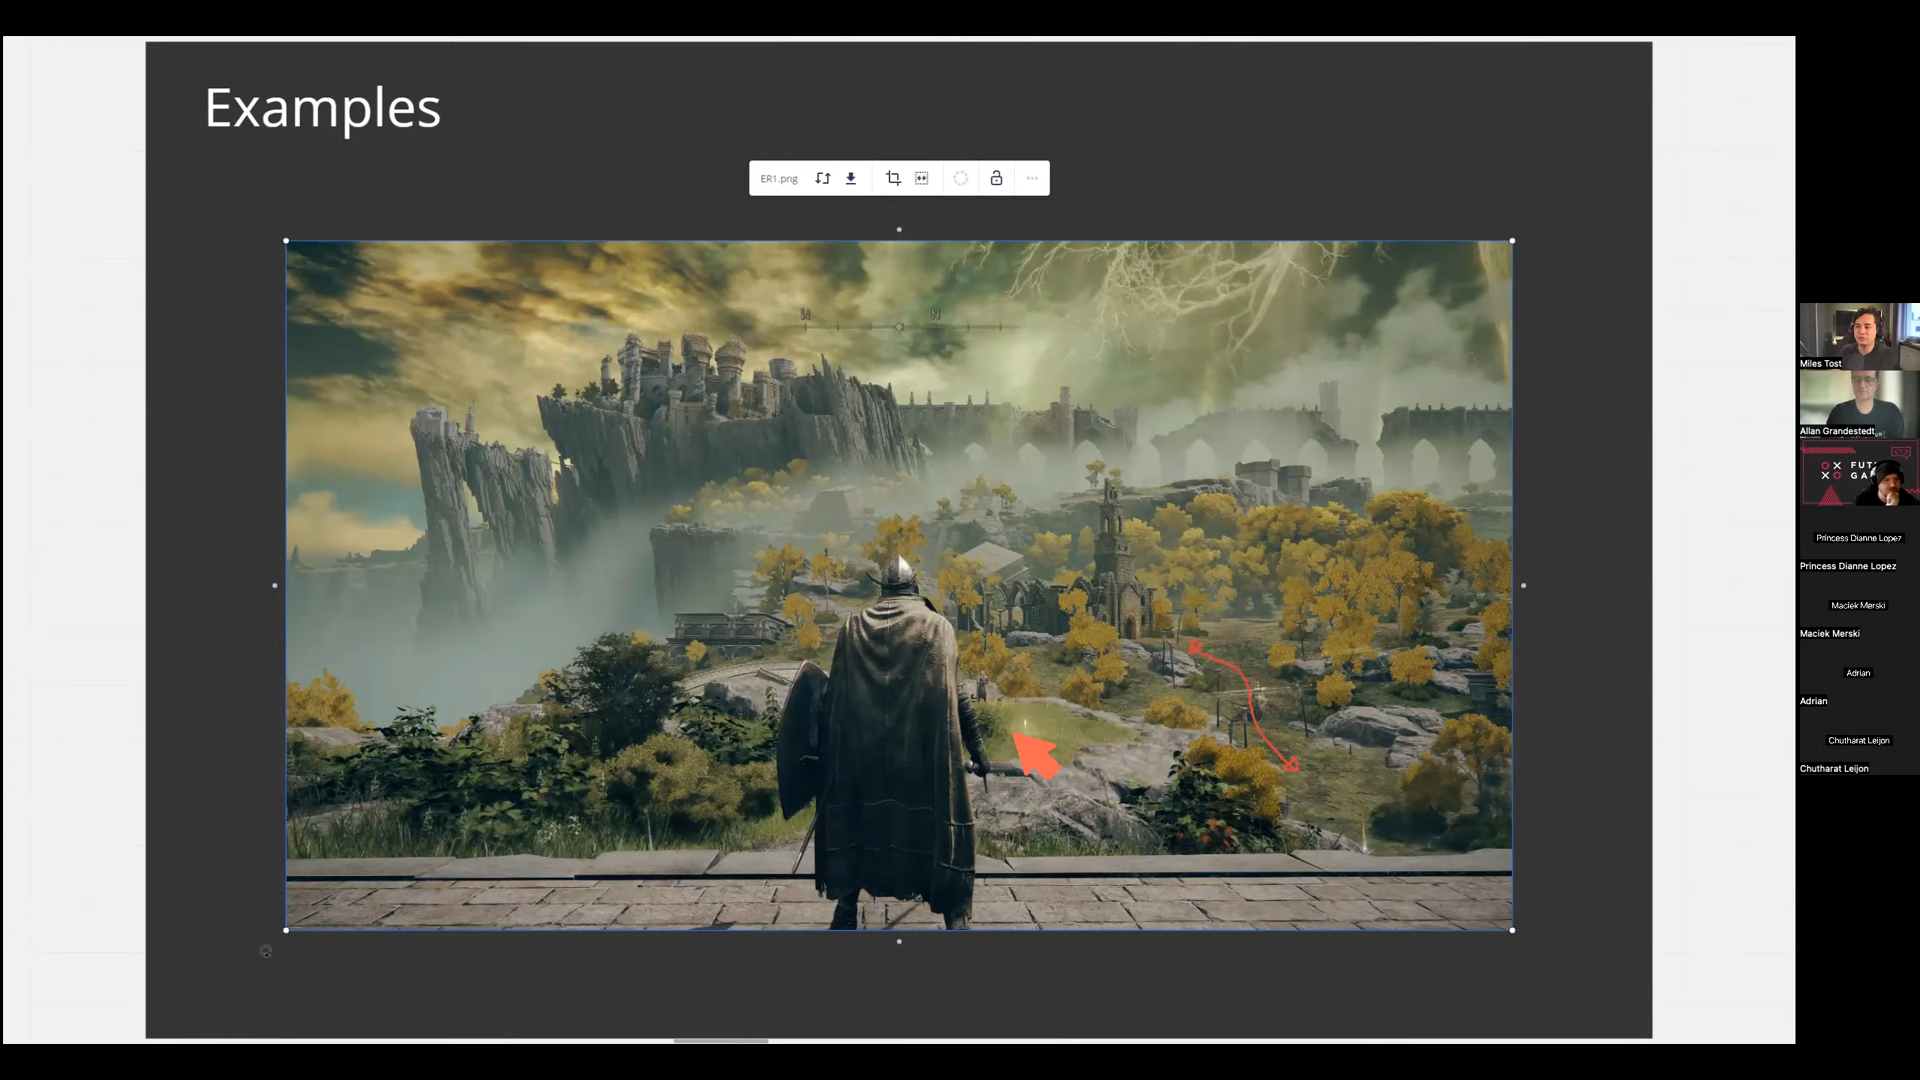 Examples
ER1.png
W
N
Miles Tost
Allan Grandestedt
Princess Dianne Lopez
Princess Dianne Lopez
Maciek Merski
Maciek Merski
Adrian
Adrian
Chutharat Leijon
Chutharat Leijon